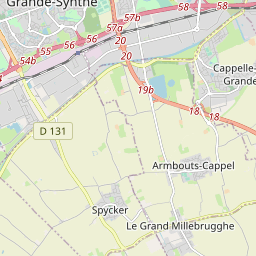 Grande-Synthe
58
58
57b
57a
56
55
56
55
20
54b
20
19b
Cappelle-
Grande
18
18
D 131
Armbouts-Cappel
Spycker
Le Grand Millebrugghe